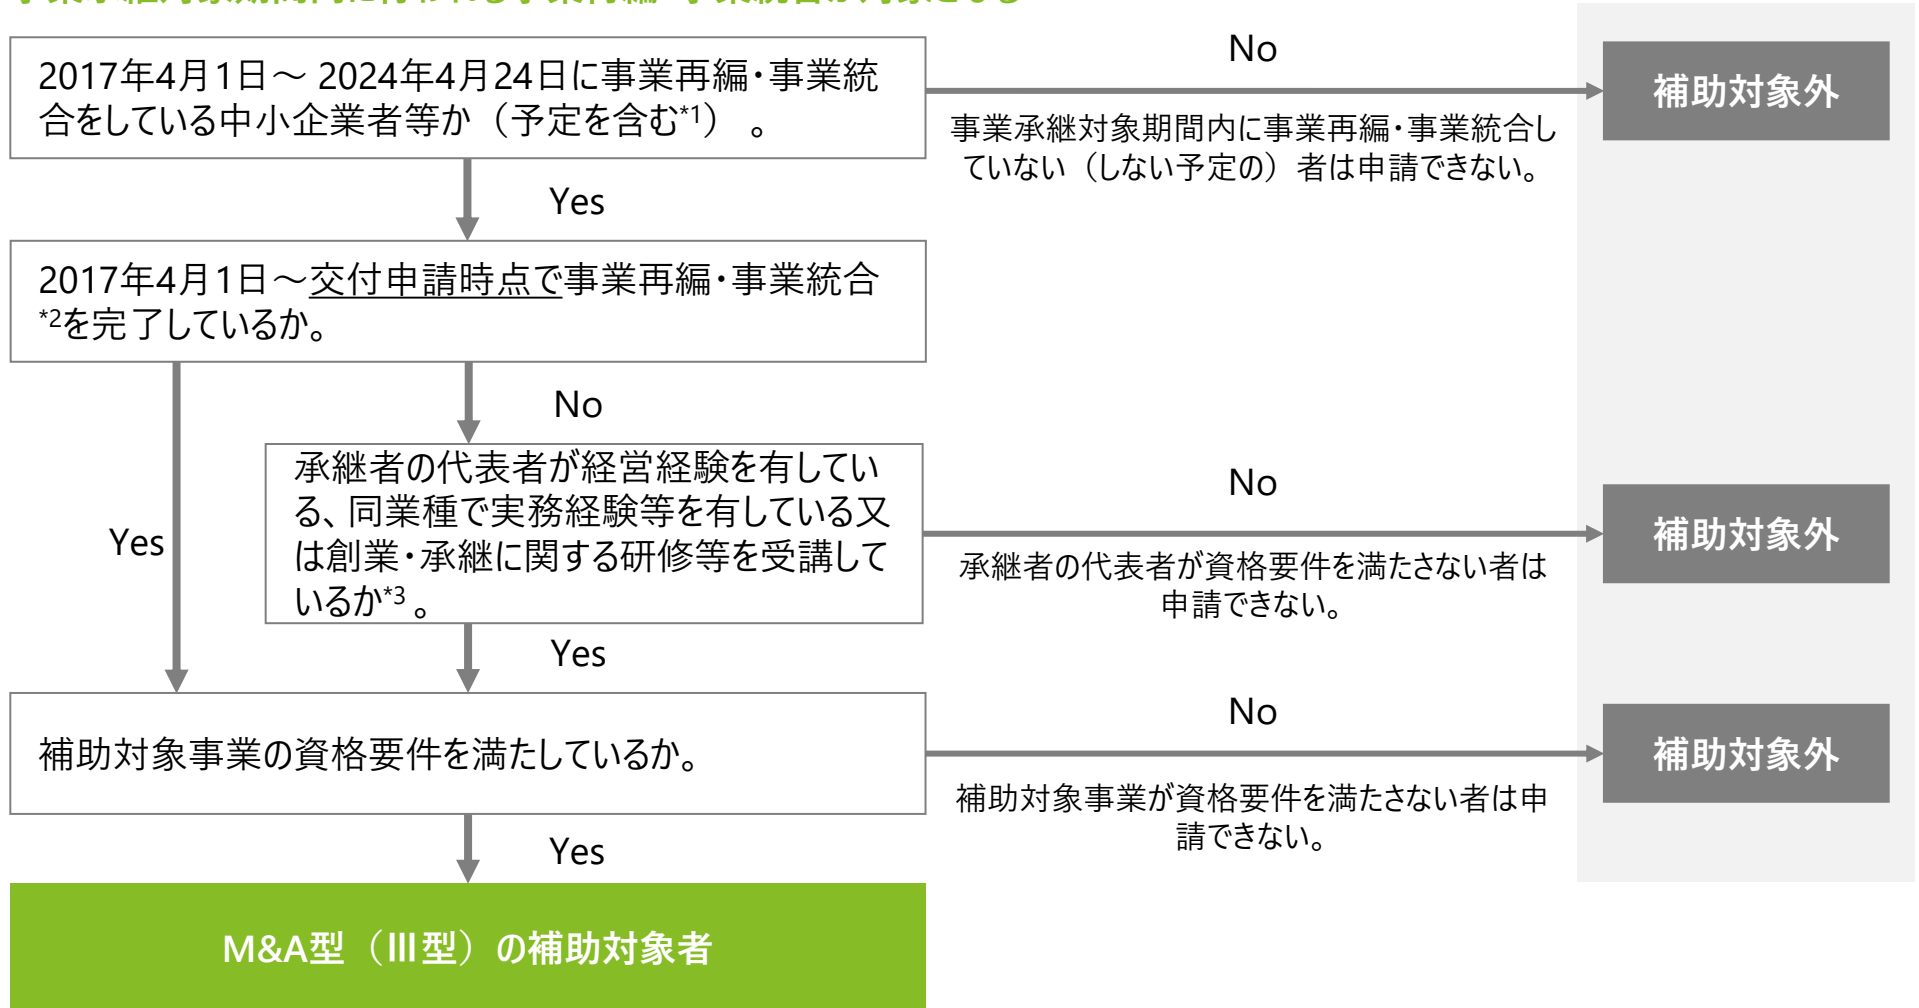 2017年4月1日～ 2024年4月24日に事業再編・事業統
合をしている中小企業者等か（予定を含む*1） 。
No
補助対象外
事業承継対象期間内に事業再編・事業統合し
ていない（しない予定の）者は申請できない。
Yes
2017年4月1日～交付申請時点で事業再編・事業統合
*2を完了しているか。
No
承継者の代表者が経営経験を有してい
る、同業種で実務経験等を有している又
は創業・承継に関する研修等を受講して
いるか*3 。
Yes
No
補助対象外
承継者の代表者が資格要件を満たさない者は
申請できない。
Yes
補助対象事業の資格要件を満たしているか。
No
補助対象外
補助対象事業が資格要件を満たさない者は申
請できない。
Yes
M&A型（Ⅲ型）の補助対象者